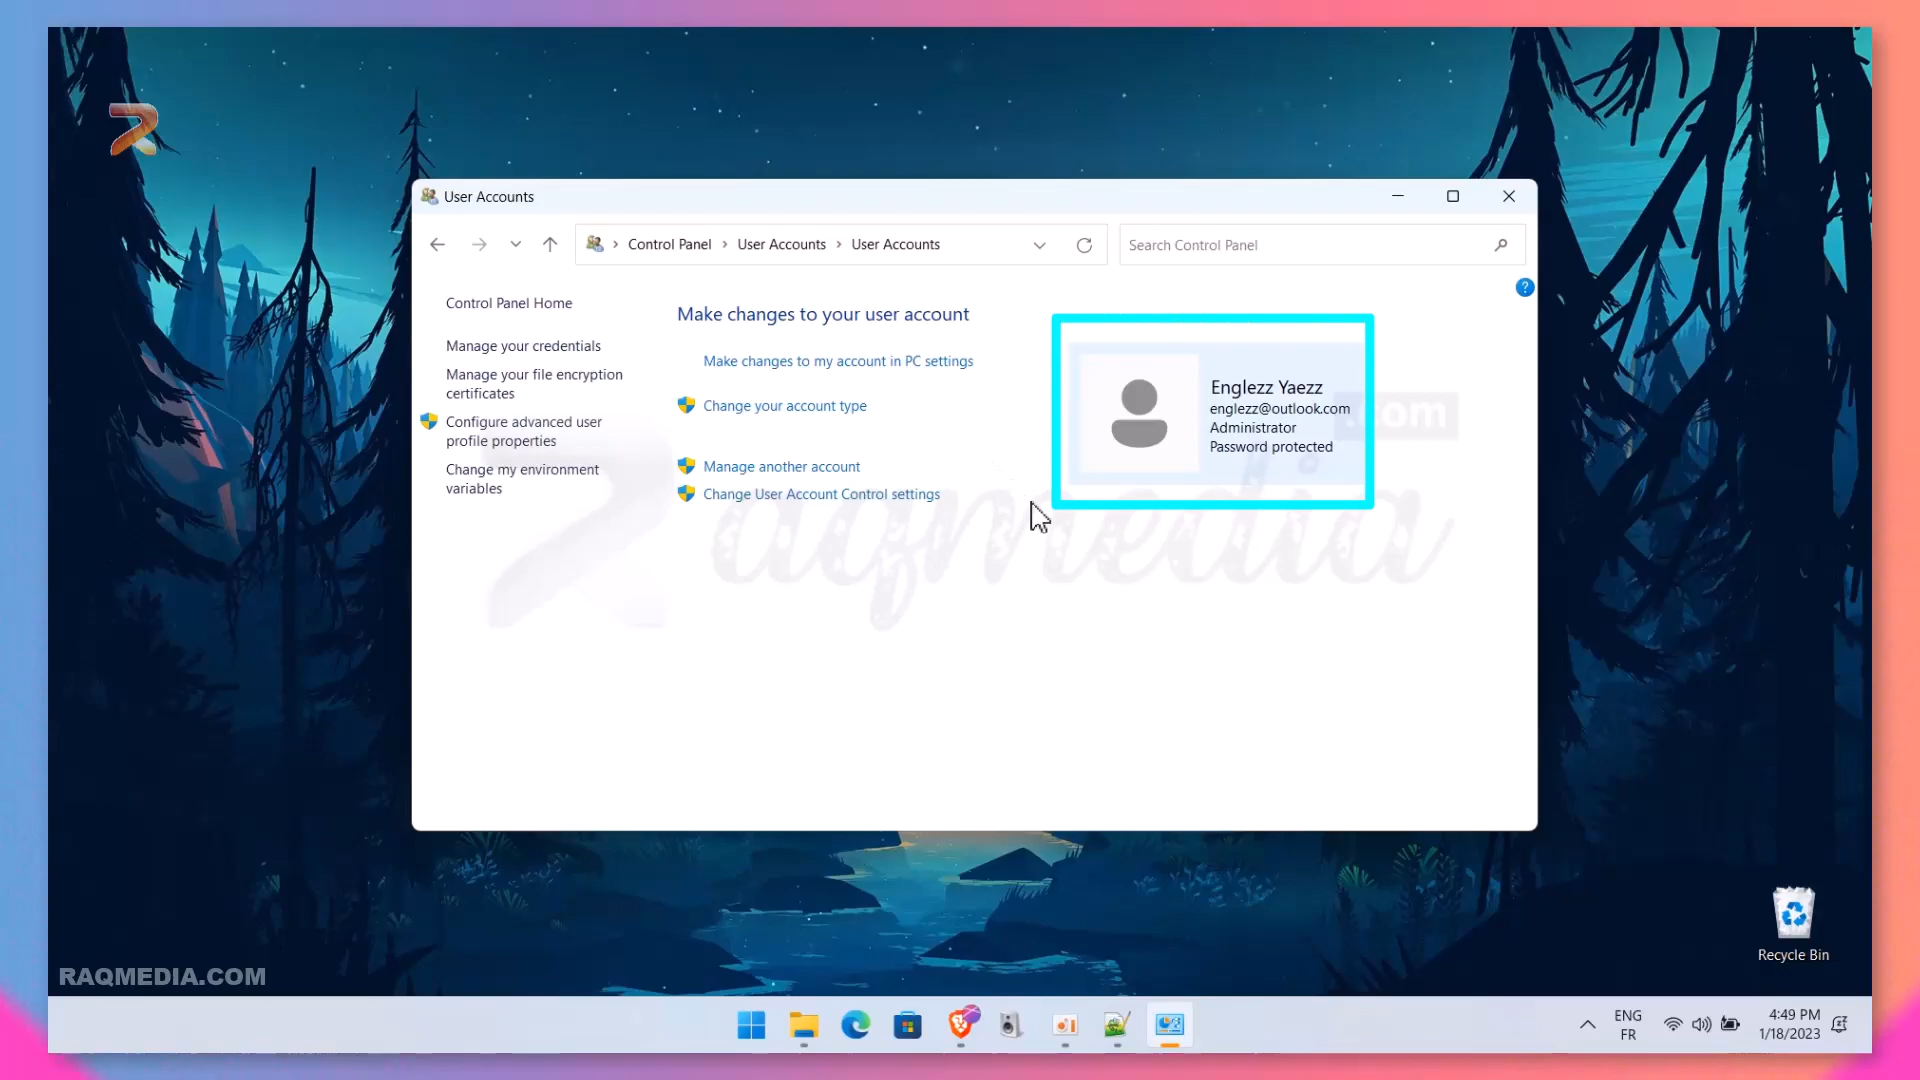 User Accounts
Control Panel
User Accounts
User Accounts
Search Control Panel
Control Panel Home
Manage your credentials
Manage your file encryption
certificates
Configure advanced user
profile properties
Change my environment
variables
Make changes to your user account
Make changes to my account in PC settings
Change your account type
Manage another account
Change User Account Control settings
Englezz Yaezz
englezz@outlook.com
Administrator
Password protected
.com
aqmedia
Recycle Bin
RAQMEDIA.COM
ENG
FR
4:49 PM
1/18/2023